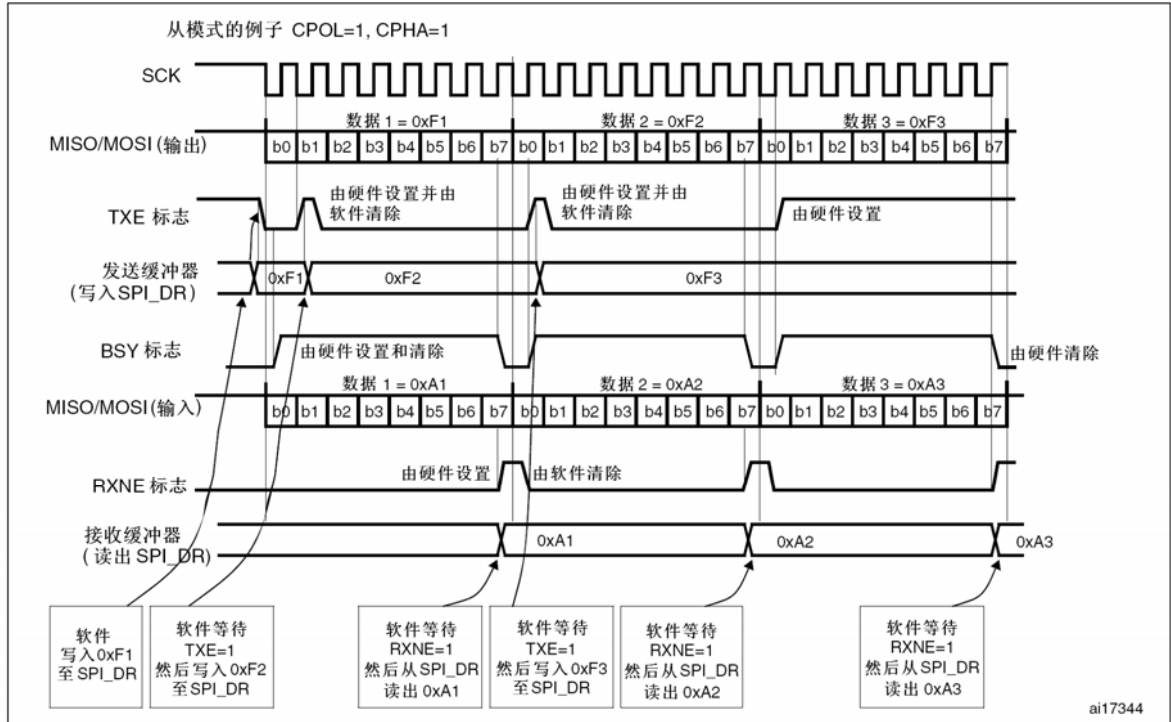 从模式的例子 CPOL=1, CPHA=1
SCK
数据 1 = 0xF1
数据 2 = 0xF2
数据 3 = 0xF3
MISO/MOSI (输出)
b0 b1 b2 b3 b4 b5 b6 b7 b0 b1 b2 b3 b4 b5 b6 b7 b0 b1 b2 b3 b4 b5 b6 b7
TXE 标志
由硬件设置并由
软件清除
由硬件设置并由
软件清除
由硬件设置
发送缓冲器
(写入SPI_DR)
0xF1
0xF2
0xF3
BSY 标志
由硬件设置和清除
由硬件清除
数据 1 = 0xA1
数据 2 = 0xA2
数据 3 = 0xA3
MISO/MOSI (输入)
b0 b1 b2 b3 b4 b5 b6 b7 b0 b1 b2 b3 b4 b5 b6 b7 b0 b1 b2 b3 b4 b5 b6 b7
RXNE 标志
由硬件设置
由软件清除
接收缓冲器
(读出 SPI_DR)
0xA1
0xA2
0xA3
软件
写入0xF1
至SPI_DR
软件等待
TXE=1
然后写入0xF2
至SPI_DR
软件等待
RXNE=1
然后从SPI_DR
读出 0xA1
软件等待
TXE=1
然后写入0xF3
至SPI_DR
软件等待
RXNE=1
然后从SPI_DR
读出 0xA2
软件等待
RXNE=1
然后从SPI_DR
读出 0xA3
ai17344